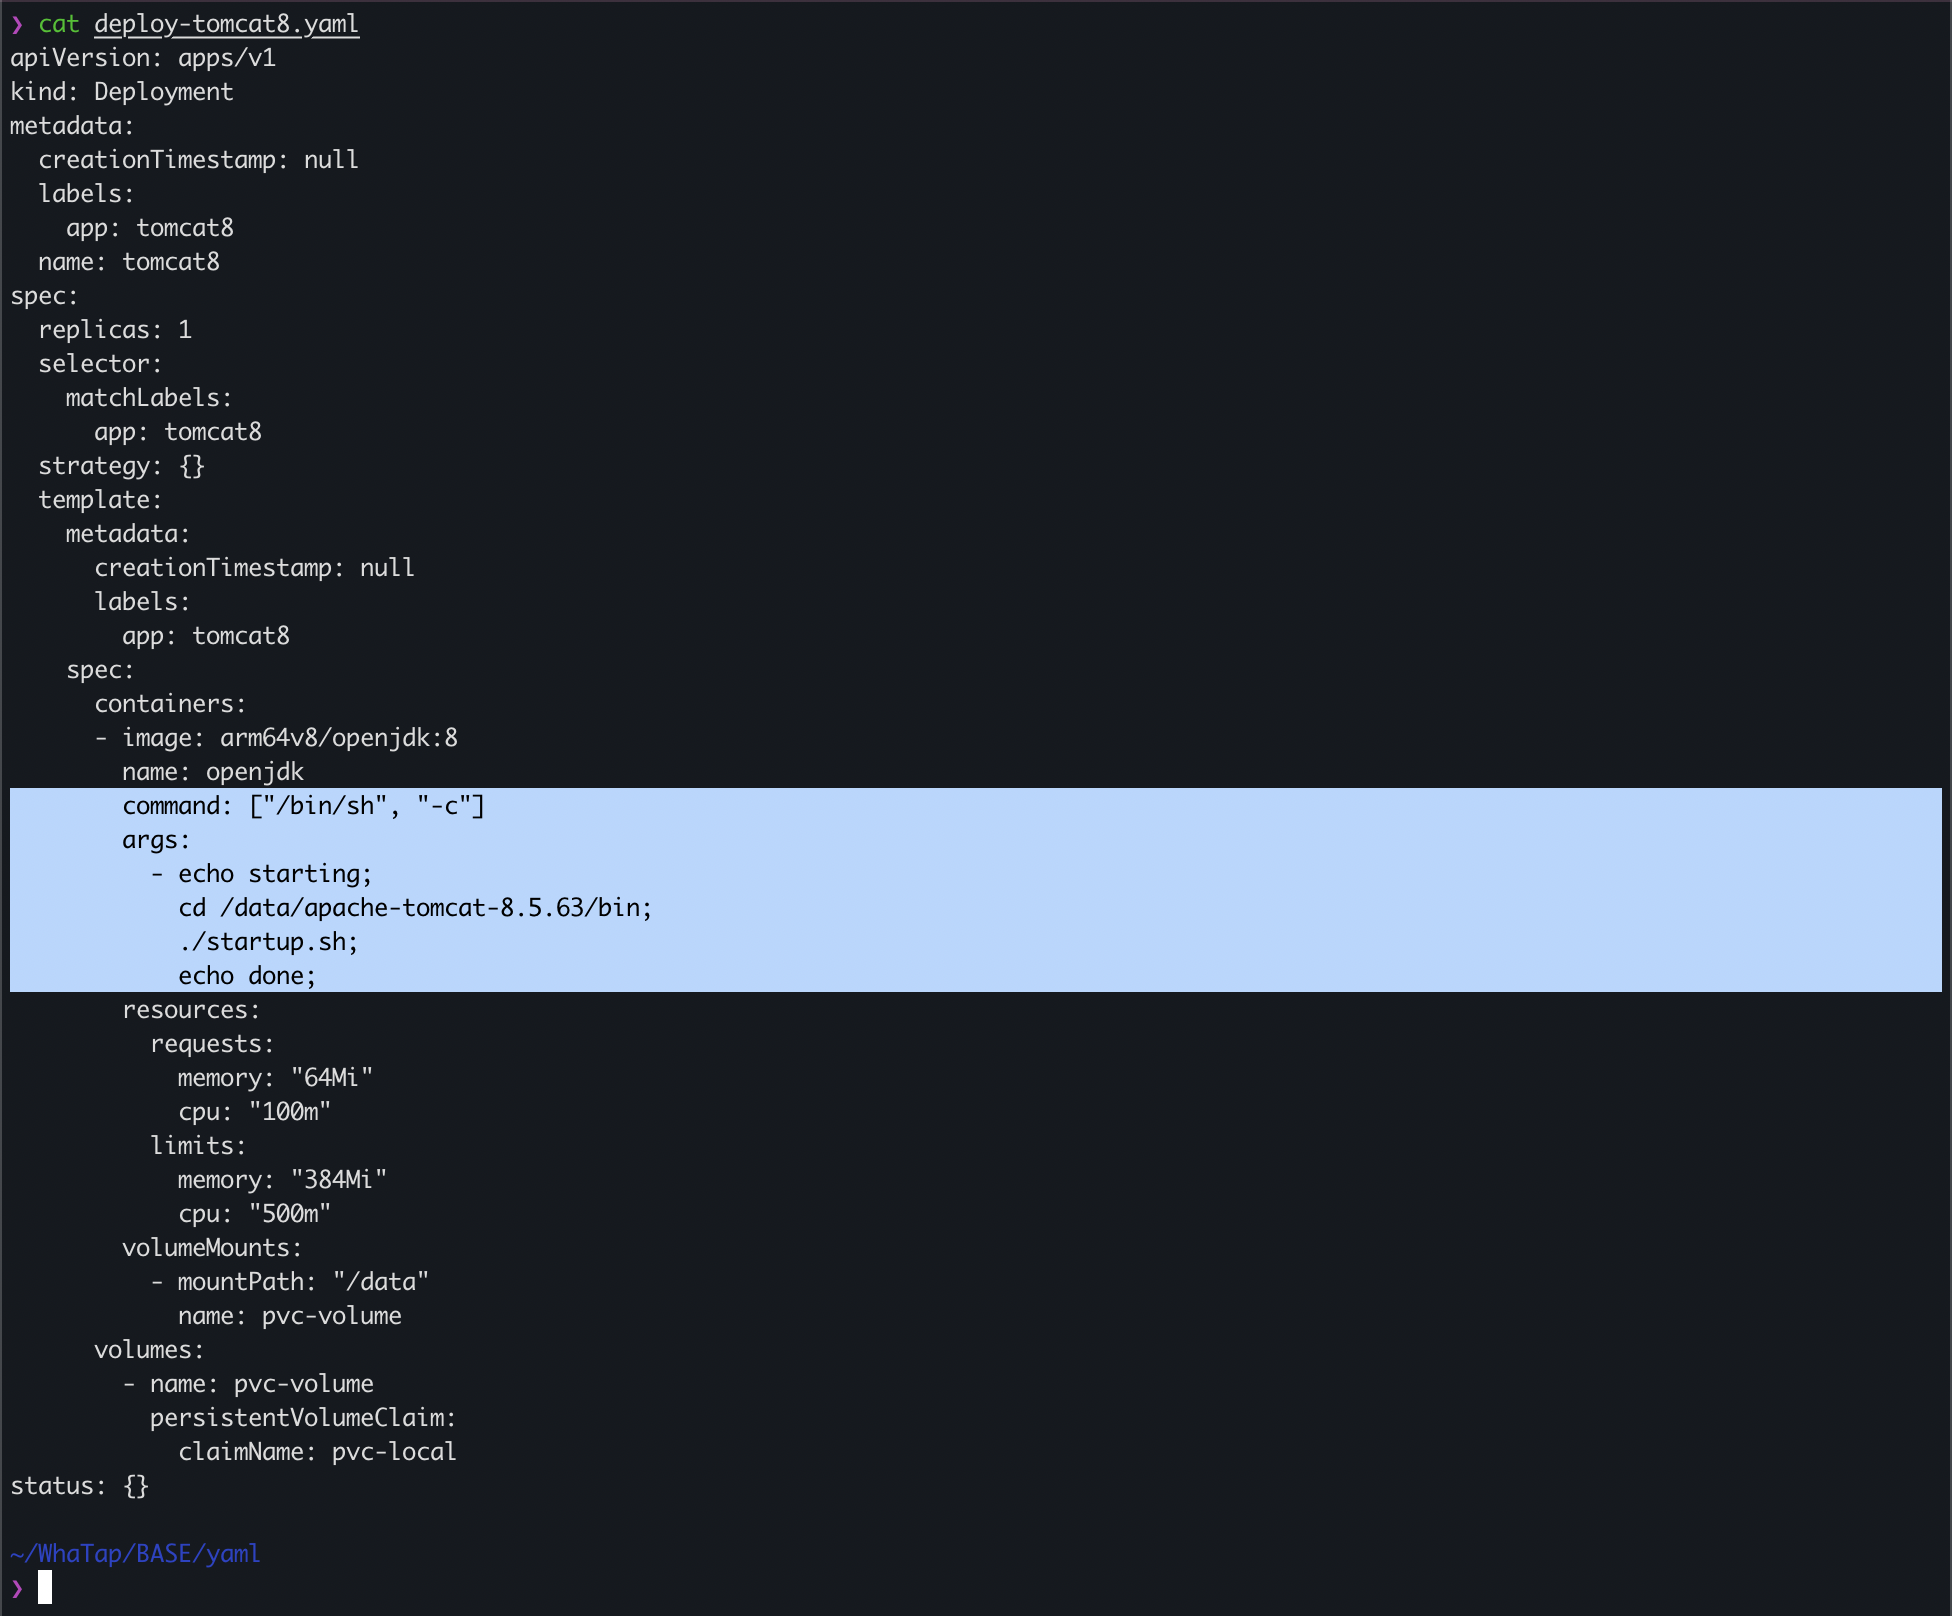 ❯ cat deploy-tomcat8.yaml
apiVersion: apps/v1
kind: Deployment
metadata:
  creationTimestamp: null
  labels:
    app: tomcat8
  name: tomcat8
spec:
  replicas: 1
  selector:
    matchLabels:
      app: tomcat8
  strategy: {}
  template:
    metadata:
      creationTimestamp: null
      labels:
        app: tomcat8
    spec:
      containers:
      - image: arm64v8/openjdk:8
        name: openjdk
        command: ["/bin/sh", "-c"]
        args:
          - echo starting;
            cd /data/apache-tomcat-8.5.63/bin;
            ./startup.sh;
            echo done;
        resources:
          requests:
            memory: "64Mi"
            cpu: "100m"
          limits:
            memory: "384Mi"
            cpu: "500m"
        volumeMounts:
          - mountPath: "/data"
            name: pvc-volume
      volumes:
        - name: pvc-volume
          persistentVolumeClaim:
            claimName: pvc-local
status: {}

~/WhaTap/BASE/yaml
❯